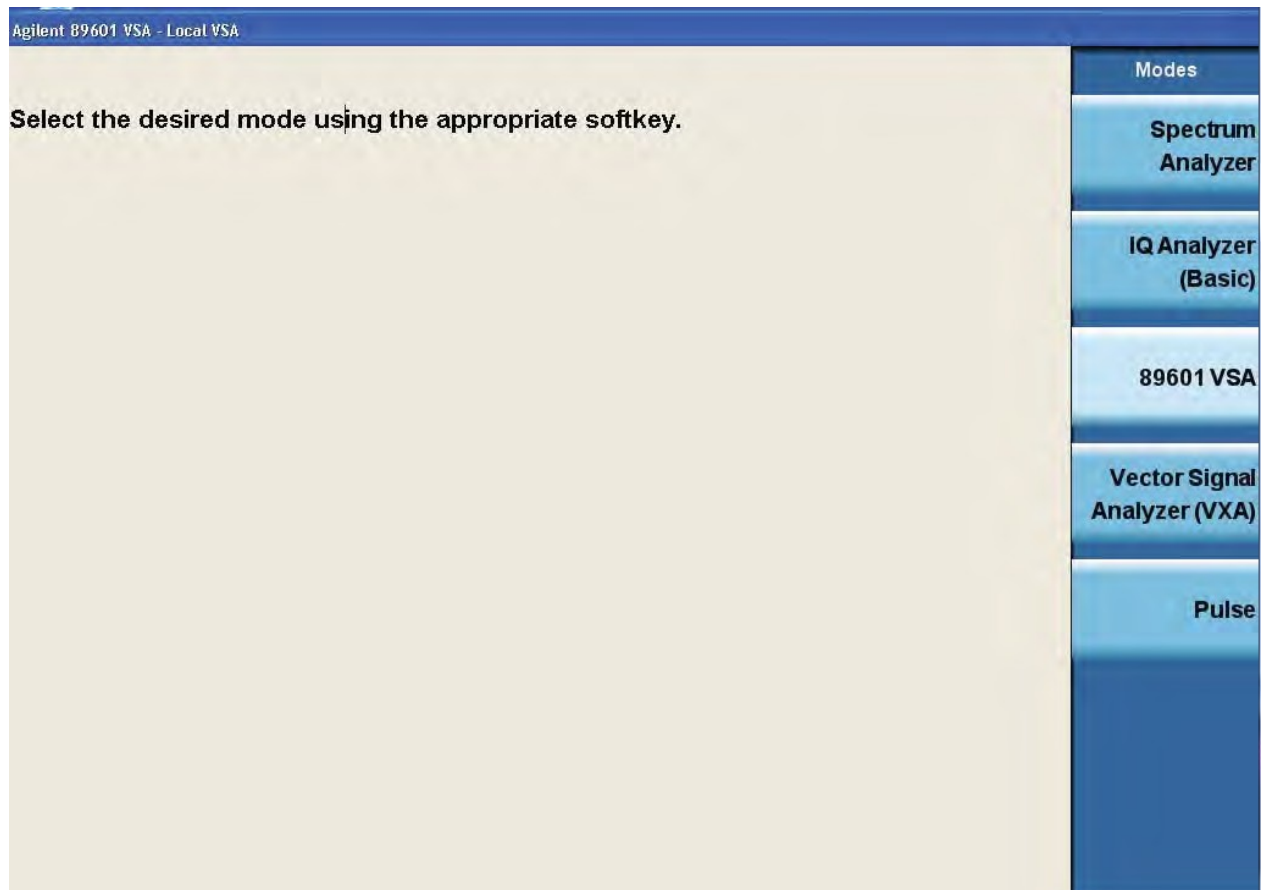 Agilent 89601 VSA - Local VSA
Select the desired mode using the appropriate softkey.
Modes
Spectrum
Analyzer
IQ Analyzer
(Basic)
89601 VSA
Vector Signal
Analyzer (VXA)
Pulse